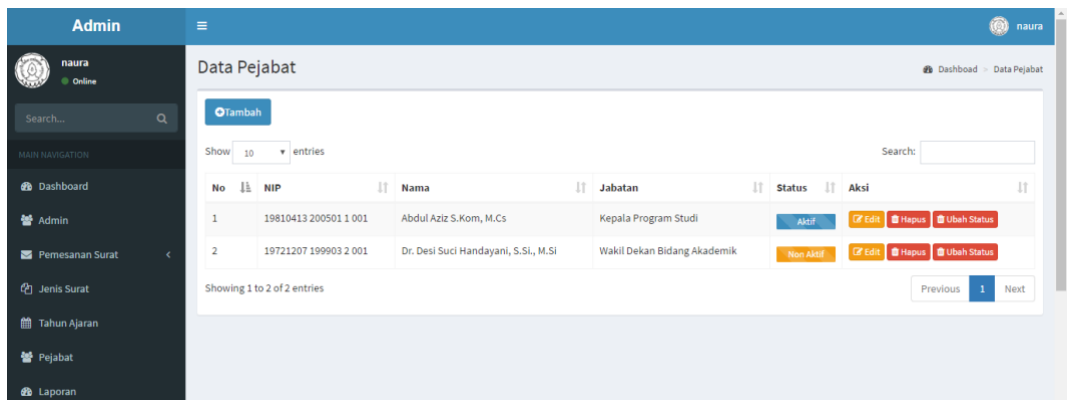 Admin
naura
naura
Online
Data Pejabat
Dashboad > Data Pejabat
Search...
Tambah
MAIN NAVIGATION
Show 10 entries
Search:
Dashboard
No NIP Nama Jabatan Status Aksi
Admin
1 19810413 200501 1 001 Abdul Aziz S.Kom, M.Cs Kepala Program Studi Aktif Edit Hapus Ubah Status
Pemesanan Surat
2 19721207 199903 2 001 Dr. Desi Suci Handayani, S.Si., M.Si Wakil Dekan Bidang Akademik Non Aktif Edit Hapus Ubah Status
Jenis Surat
Showing 1 to 2 of 2 entries
Previous 1 Next
Tahun Ajaran
Pejabat
Laporan